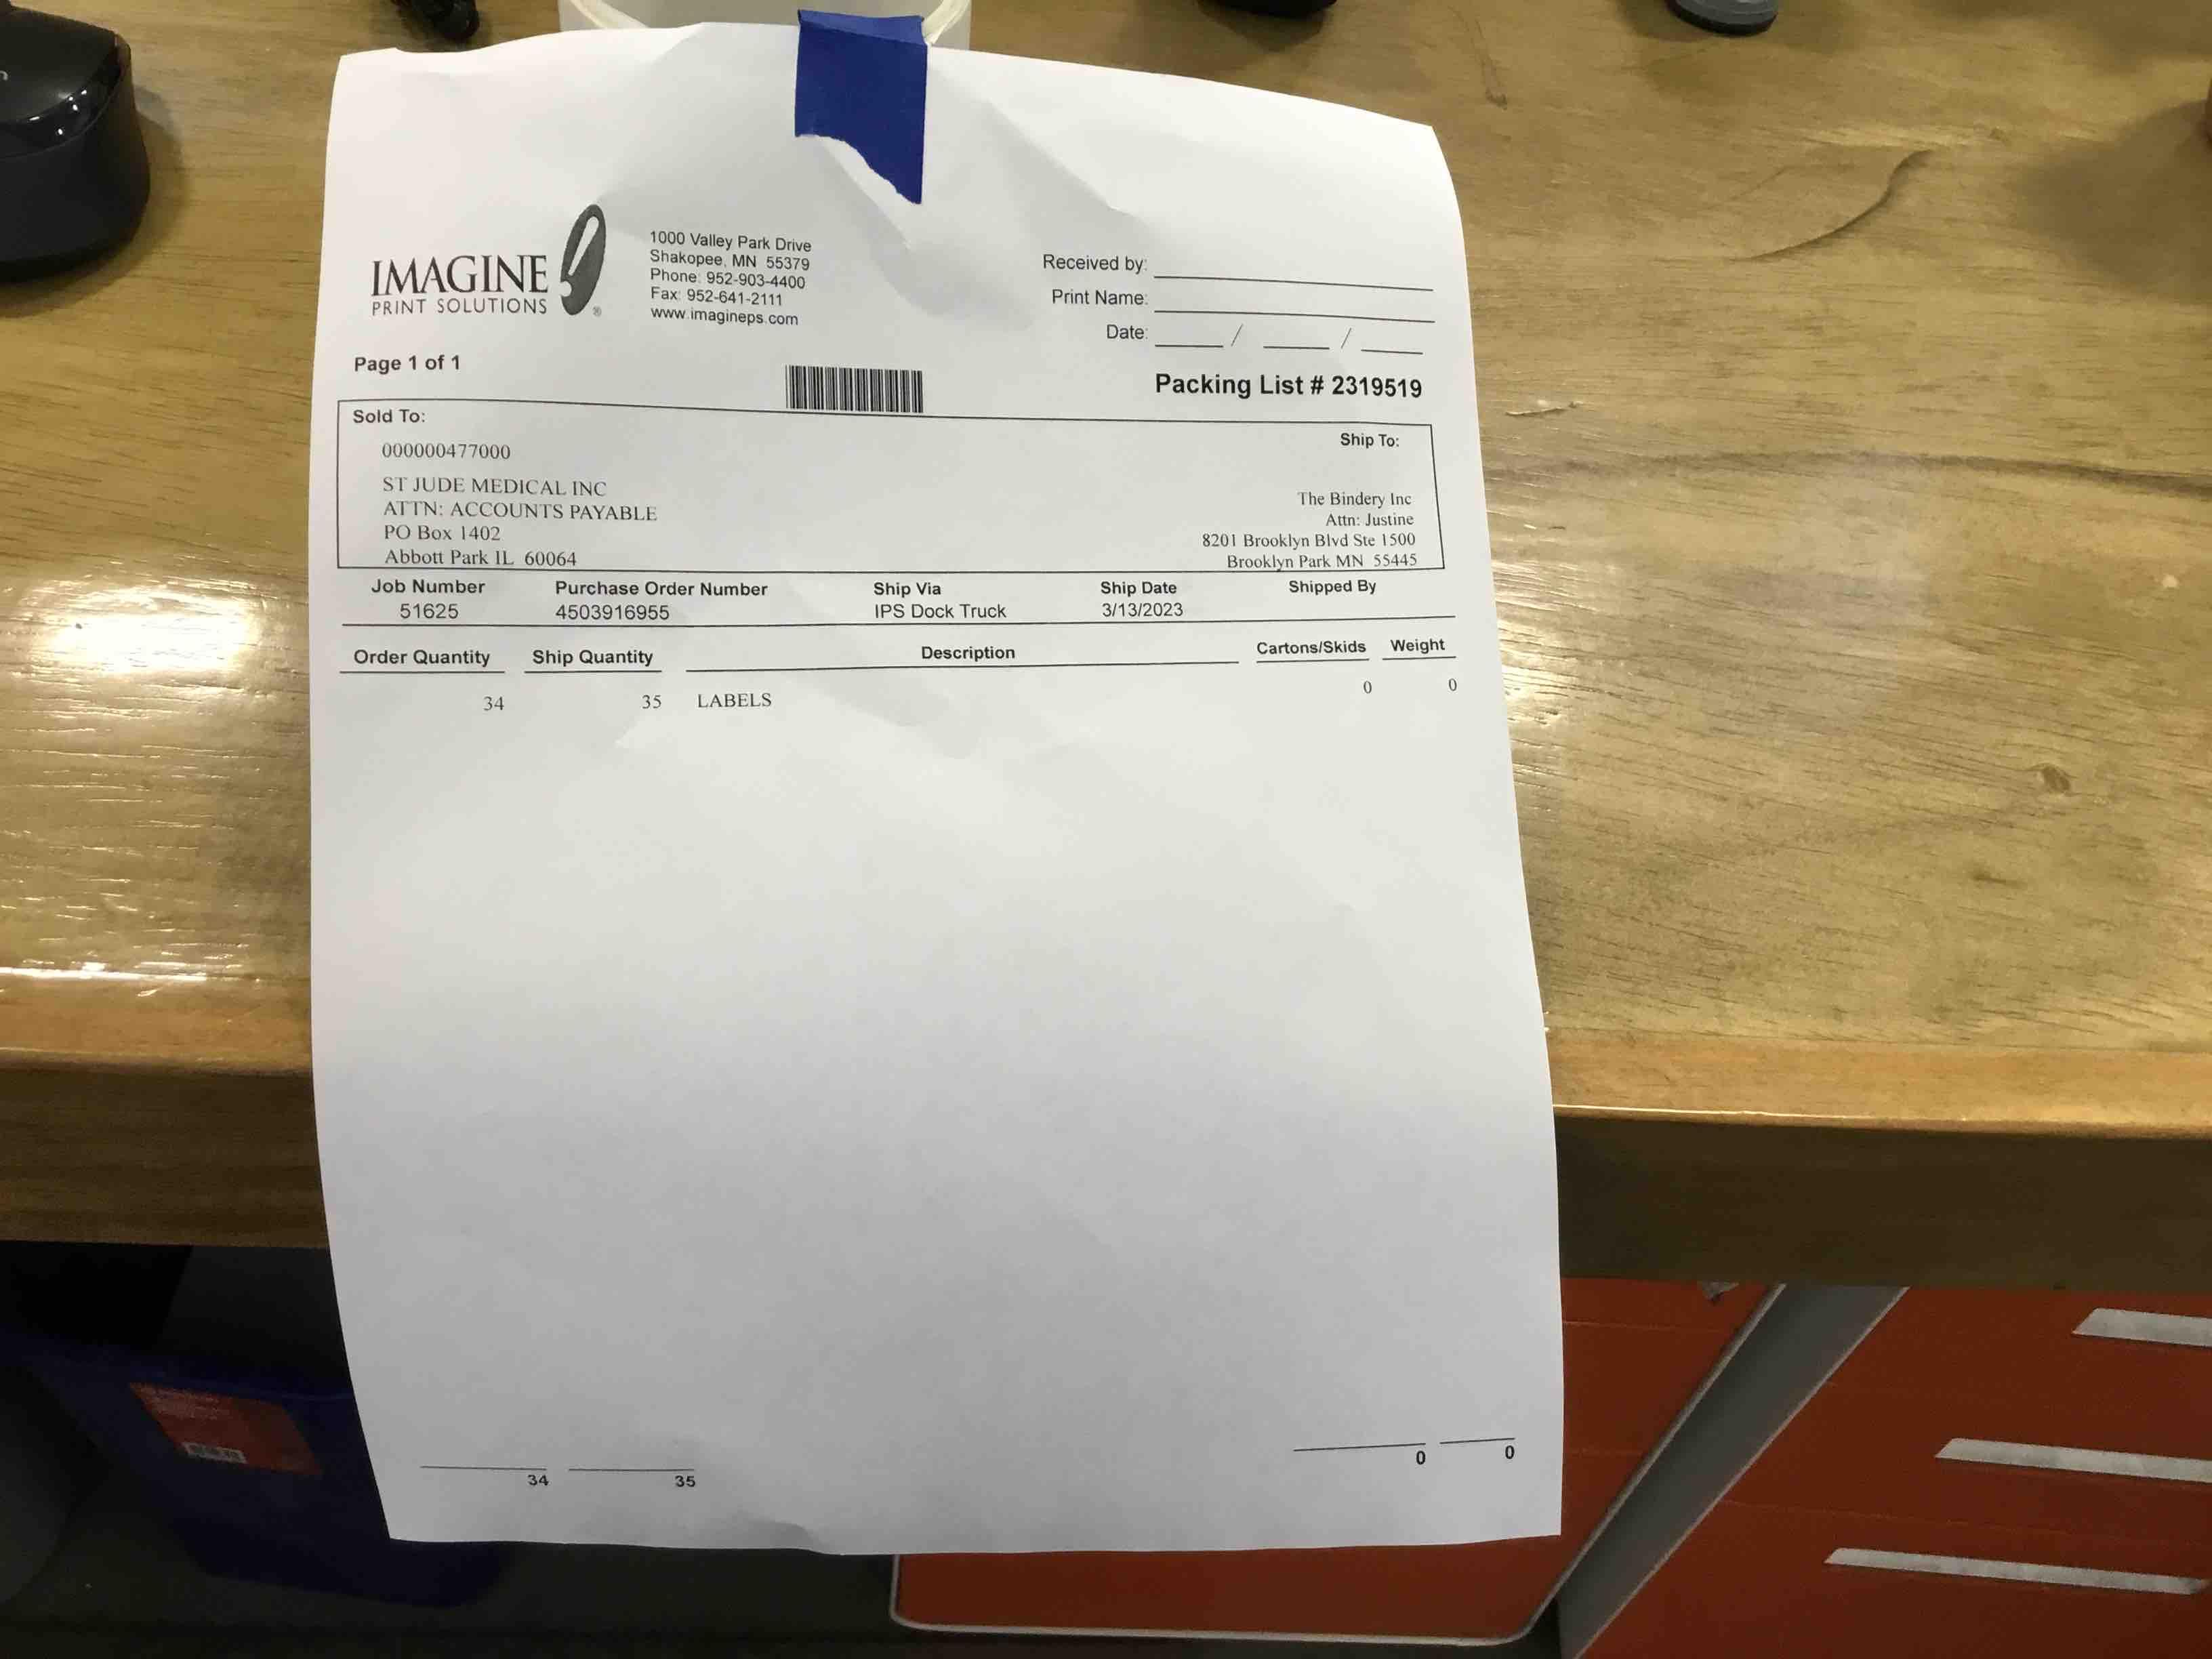 IMAGINE
PRINT SOLUTIONS
®
1000 Valley Park Drive
Shakopee, MN 55379
Phone: 952-903-4400
Fax: 952-641-2111
www.imagineps.com
Received by:
Print Name:
Date: / /
Page 1 of 1
Packing List # 2319519
Sold To:
000000477000
ST JUDE MEDICAL INC
ATTN: ACCOUNTS PAYABLE
PO Box 1402
Abbott Park IL 60064
Ship To:
The Bindery Inc
Attn: Justine
8201 Brooklyn Blvd Ste 1500
Brooklyn Park MN 55445
Job Number Purchase Order Number Ship Via Ship Date Shipped By
51625 4503916955 IPS Dock Truck 3/13/2023
Order Quantity Ship Quantity Description Cartons/Skids Weight
34 35 LABELS 0 0
34 35 0 0